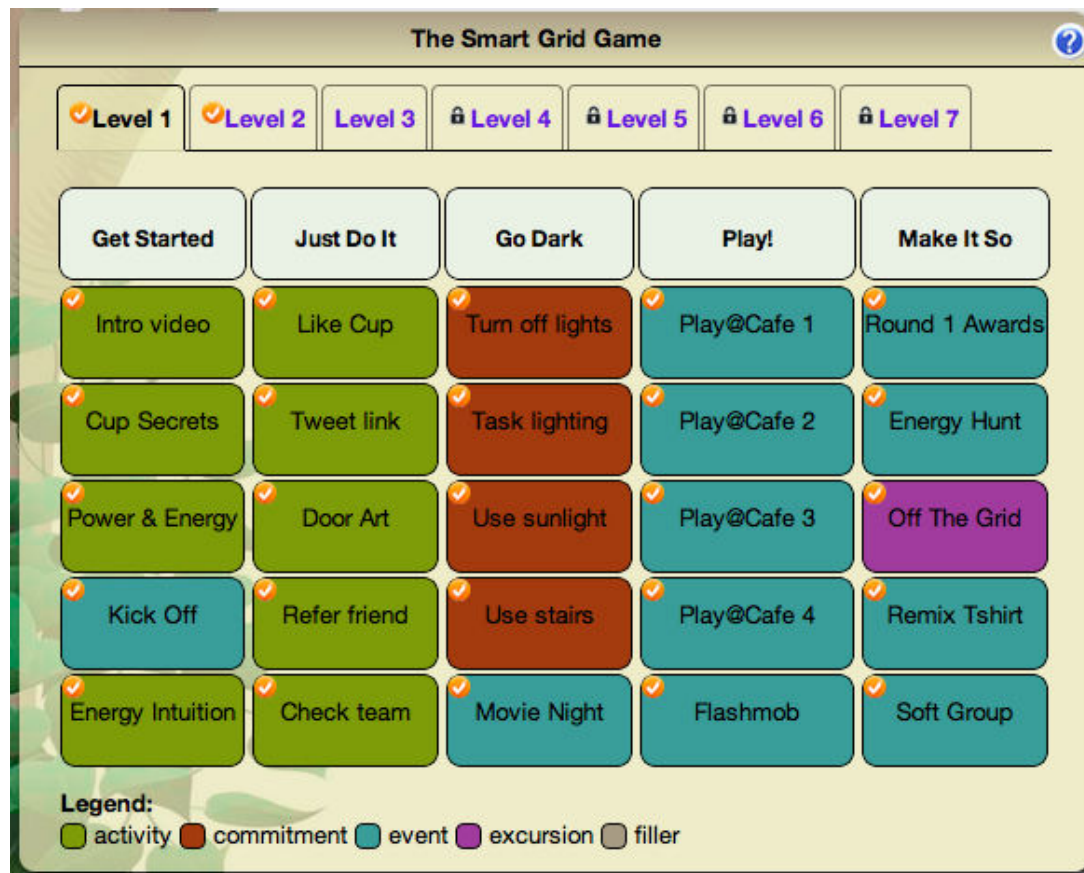 The Smart Grid Game
?
Level 1 Level 2 Level 3 Level 4 Level 5 Level 6 Level 7
Get Started Just Do It Go Dark Play! Make It So
Intro video Like Cup Turn off lights Play@Cafe 1 Round 1 Awards
Cup Secrets Tweet link Task lighting Play@Cafe 2 Energy Hunt
Power & Energy Door Art Use sunlight Play@Cafe 3 Off The Grid
Kick Off Refer friend Use stairs Play@Cafe 4 Remix Tshirt
Energy Intuition Check team Movie Night Flashmob Soft Group
Legend:
activity commitment event excursion filler